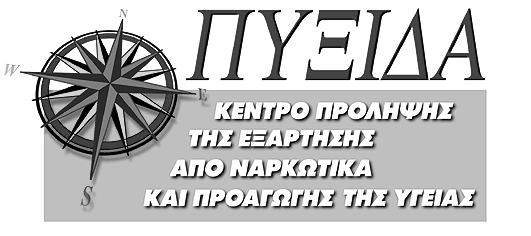 N
ΠΥΞΙΔΑ
W
E
ΚΕΝΤΡΟ ΠΡΟΛΗΨΗΣ
ΤΗΣ ΕΞΑΡΤΗΣΗΣ
ΑΠΟ ΝΑΡΚΩΤΙΚΑ
ΚΑΙ ΠΡΟΑΓΩΓΗΣ ΤΗΣ ΥΓΕΙΑΣ
S